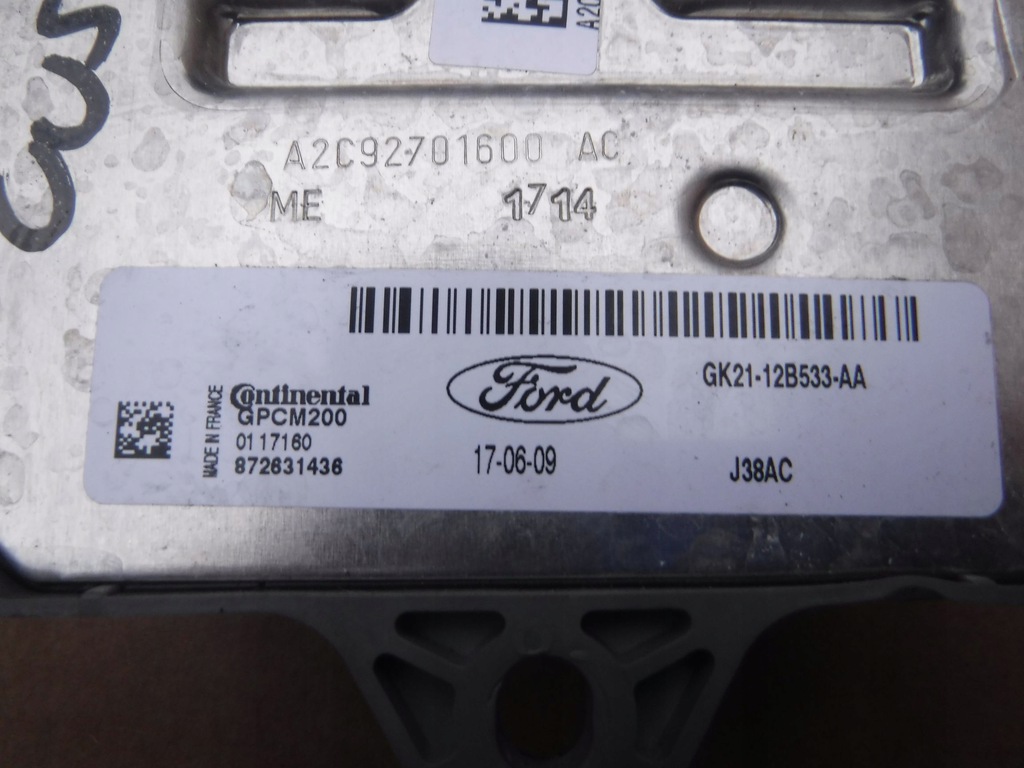 A2C
A2C92701600 AC
ME 1714
Ford
GK21-12B533-AA
MADE IN FRANCE
Continental
GPCM200
0117160
872631436
17-06-09
J38AC